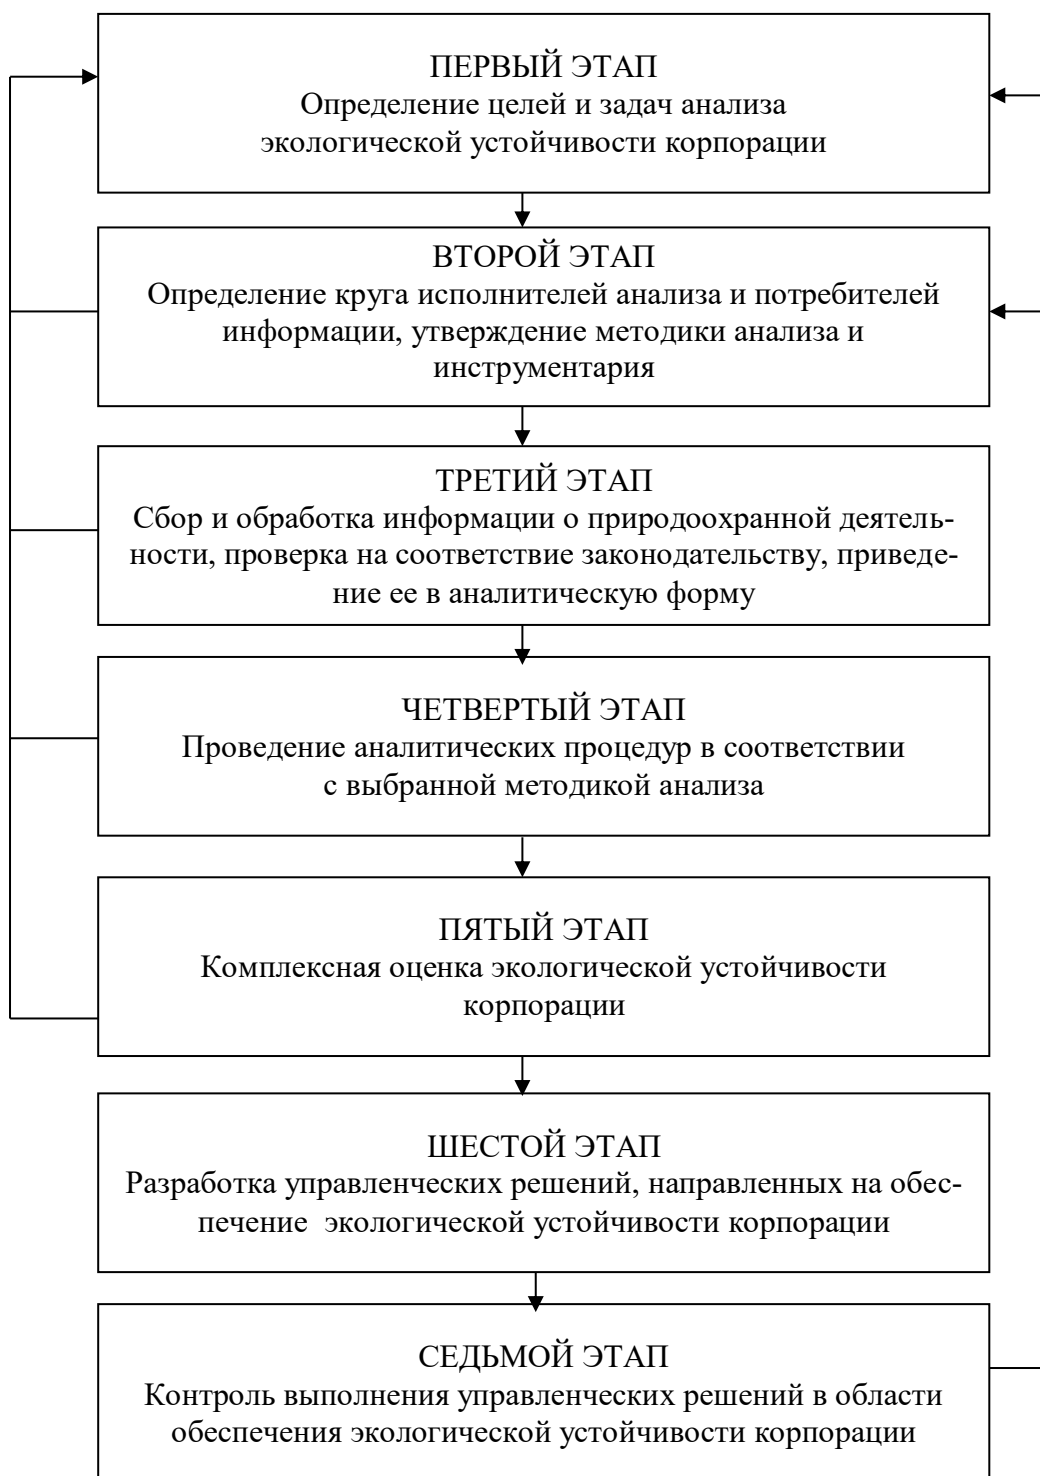 ПЕРВЫЙ ЭТАП
Определение целей и задач анализа
экологической устойчивости корпорации
ВТОРОЙ ЭТАП
Определение круга исполнителей анализа и потребителей
информации, утверждение методики анализа и
инструментария
ТРЕТИЙ ЭТАП
Сбор и обработка информации о природоохранной деятель-
ности, проверка на соответствие законодательству, приведе-
ние ее в аналитическую форму
ЧЕТВЕРТЫЙ ЭТАП
Проведение аналитических процедур в соответствии
с выбранной методикой анализа
ПЯТЫЙ ЭТАП
Комплексная оценка экологической устойчивости
корпорации
ШЕСТОЙ ЭТАП
Разработка управленческих решений, направленных на обес-
печение  экологической устойчивости корпорации
СЕДЬМОЙ ЭТАП
Контроль выполнения управленческих решений в области
обеспечения экологической устойчивости корпорации